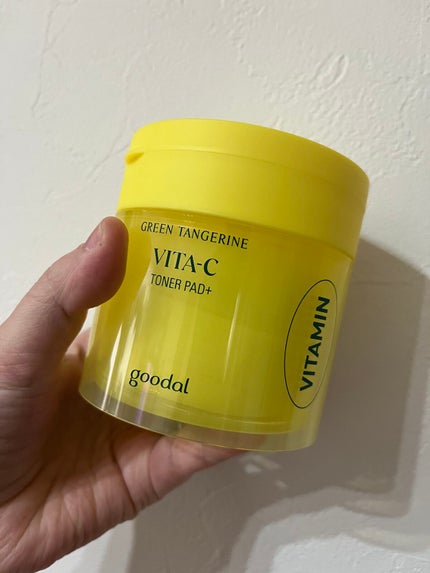 GREEN TANGERINE
VITA-C
TONER PAD+
goodal
VITAMIN